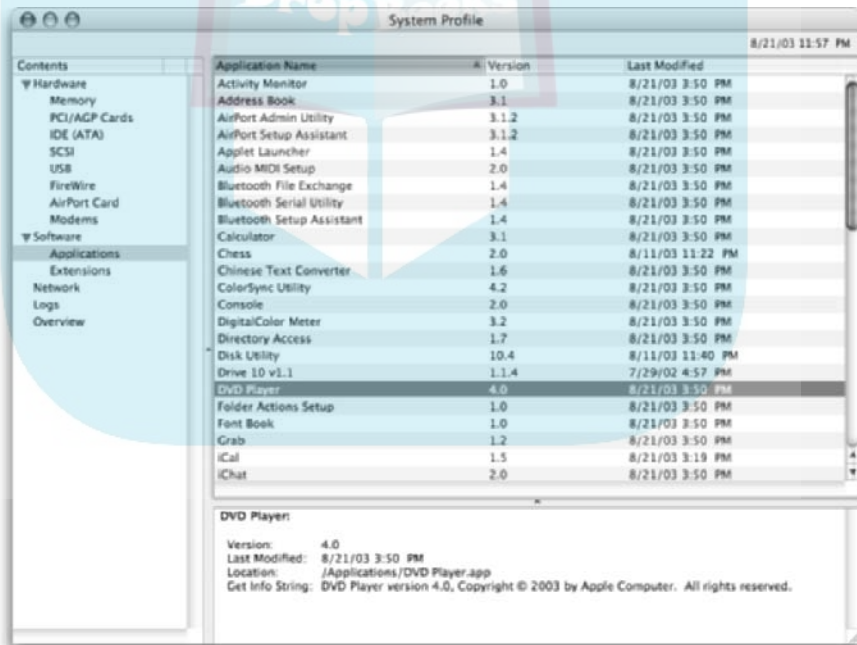 System Profile
8/21/03 11:57 PM
Contents
Hardware
Memory
PCI/AGP Cards
IDE (ATA)
SCSI
USB
FireWire
AirPort Card
Modems
Software
Applications
Extensions
Network
Logs
Overview
Application Name Version Last Modified
Activity Monitor 1.0 8/21/03 3:50 PM
Address Book 3.1 8/21/03 3:50 PM
AirPort Admin Utility 3.1.2 8/21/03 3:50 PM
AirPort Setup Assistant 3.1.2 8/21/03 3:50 PM
Applet Launcher 1.4 8/21/03 3:50 PM
Audio MIDI Setup 2.0 8/21/03 3:50 PM
Bluetooth File Exchange 1.4 8/21/03 3:50 PM
Bluetooth Serial Utility 1.4 8/21/03 3:50 PM
Bluetooth Setup Assistant 1.4 8/21/03 3:50 PM
Calculator 3.1 8/21/03 3:50 PM
Chess 2.0 8/11/03 11:22 PM
Chinese Text Converter 1.6 8/21/03 3:50 PM
ColorSync Utility 4.2 8/21/03 3:50 PM
Console 2.0 8/21/03 3:50 PM
DigitalColor Meter 3.2 8/21/03 3:50 PM
Directory Access 1.7 8/21/03 3:50 PM
Disk Utility 10.4 8/11/03 11:40 PM
Drive 10 v1.1 1.1.4 7/29/02 4:57 PM
DVD Player 4.0 8/21/03 3:50 PM
Folder Actions Setup 1.0 8/21/03 3:50 PM
Font Book 1.0 8/21/03 3:50 PM
Grab 1.2 8/21/03 3:50 PM
iCal 1.5 8/21/03 3:19 PM
iChat 2.0 8/21/03 3:50 PM
DVD Player:
Version: 4.0
Last Modified: 8/21/03 3:50 PM
Location: /Applications/DVD Player.app
Get Info String: DVD Player version 4.0, Copyright © 2003 by Apple Computer. All rights reserved.